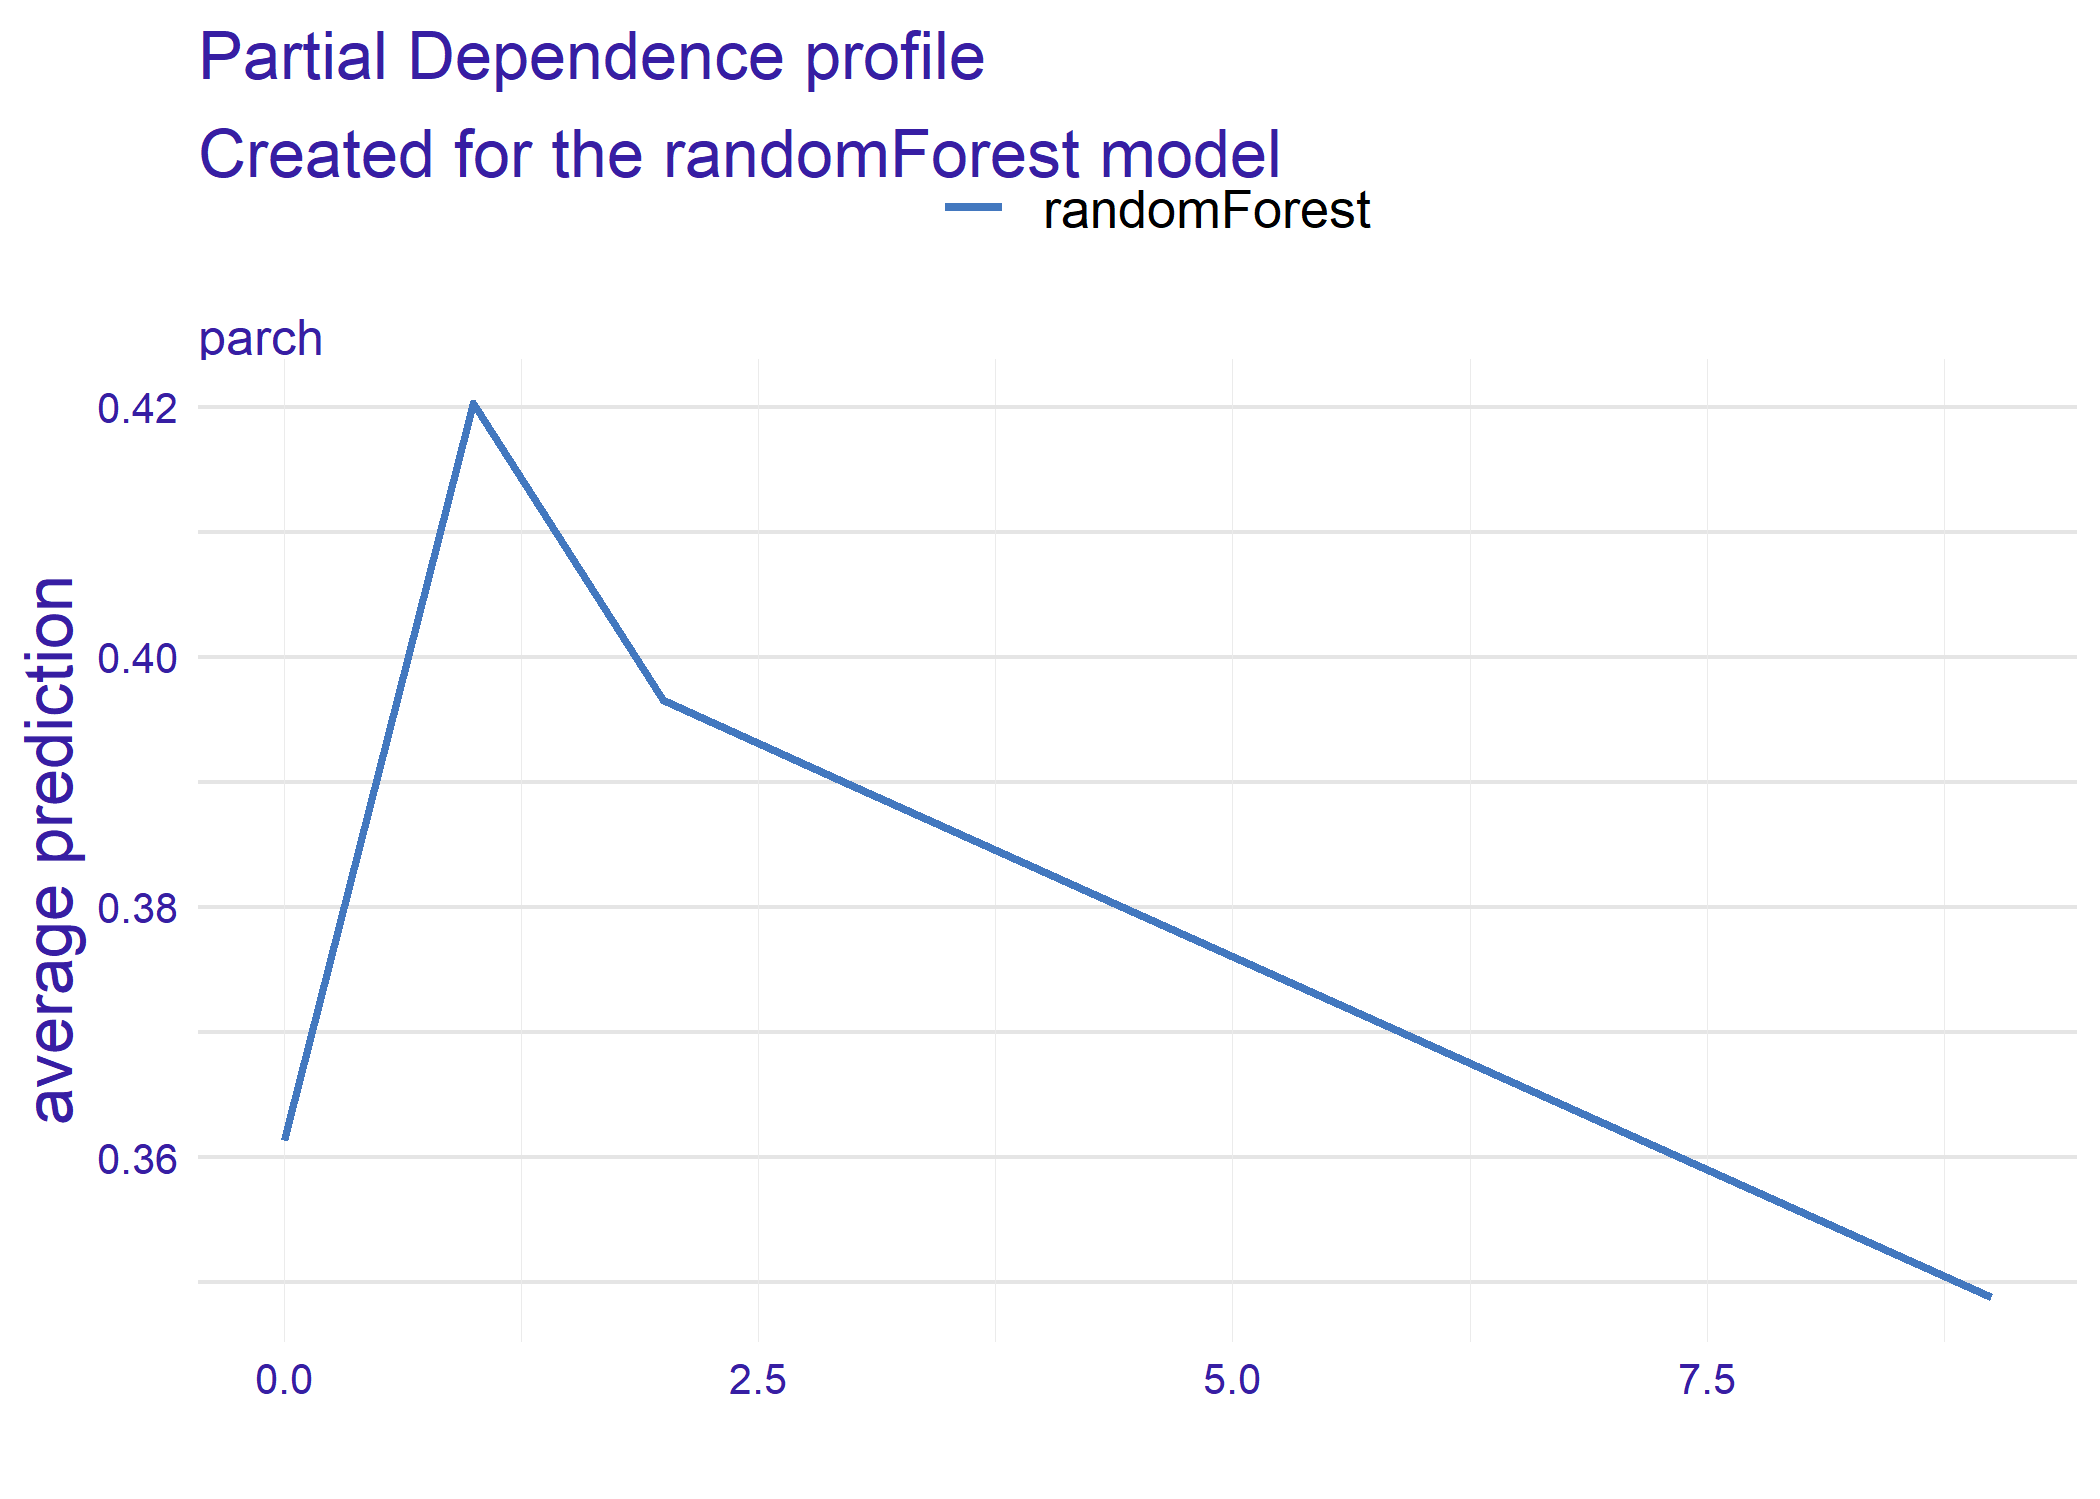 Partial Dependence profile
Created for the randomForest model
randomForest
parch
0.42
0.40
0.38
0.36
average prediction
0.0 2.5 5.0 7.5